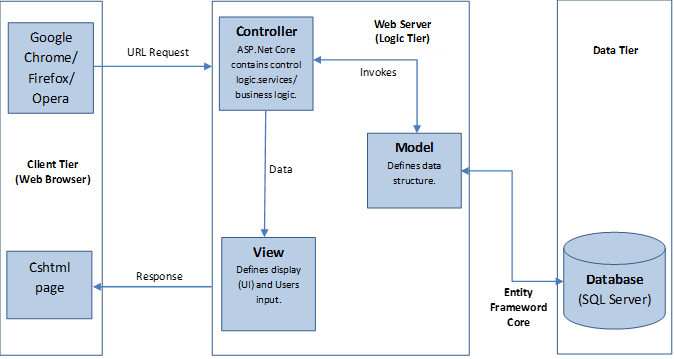 Google
Chrome/
Firefox/
Opera
URL Request
Controller
ASP.Net Core
contains control
logic.services/
business logic.
Web Server
(Logic Tier)
Data Tier
Invokes
Model
Defines data
structure.
Client Tier
(Web Browser)
Data
Cshtml
page
Response
View
Defines display
(UI) and Users
input.
Entity
Frameword
Core
Database
(SQL Server)